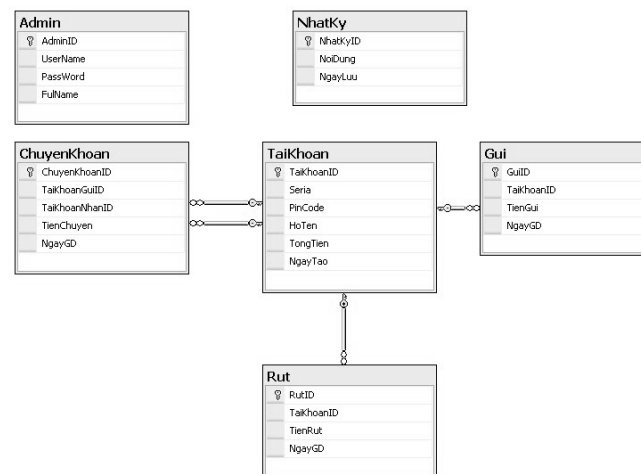 Admin
AdminID
UserName
PassWord
FulName
NhatKy
NhatKyID
NoiDung
NgayLuu
ChuyenKhoan
ChuyenKhoanID
TaiKhoanGuiID
TaiKhoanNhanID
TienChuyen
NgayGD
TaiKhoan
TaiKhoanID
Seria
PinCode
HoTen
TongTien
NgayTao
Gui
GuiID
TaiKhoanID
TienGui
NgayGD
Rut
RutID
TaiKhoanID
TienRut
NgayGD